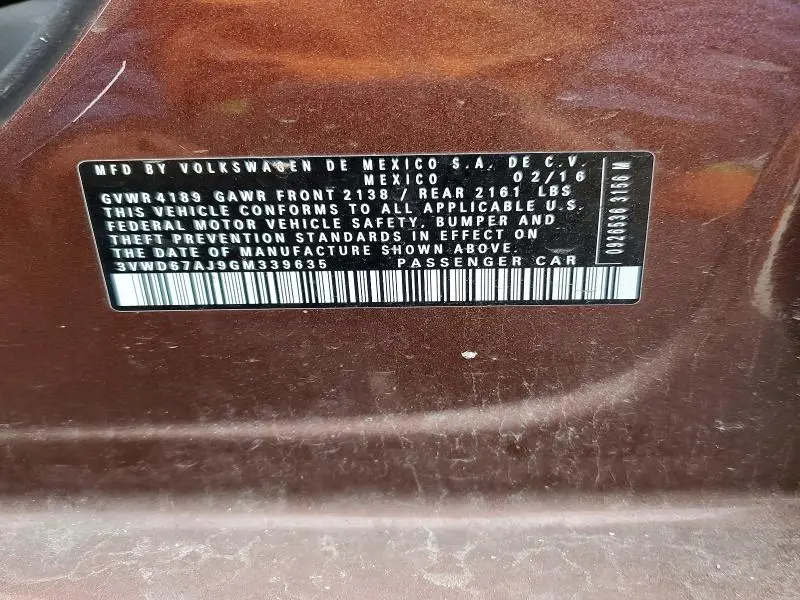 MFD BY VOLKSWAGEN DE MEXICO S.A. DE C.V.
MEXICO 02/16
GVWR 4189 GAWR FRONT 2138 / REAR 2161 LBS
THIS VEHICLE CONFORMS TO ALL APPLICABLE U.S.
FEDERAL MOTOR VEHICLE SAFETY, BUMPER AND
THEFT PREVENTION STANDARDS IN EFFECT ON
THE DATE OF MANUFACTURE SHOWN ABOVE.
3VWD67AJ9GM339635 PASSENGER CAR
0926536 3156 M